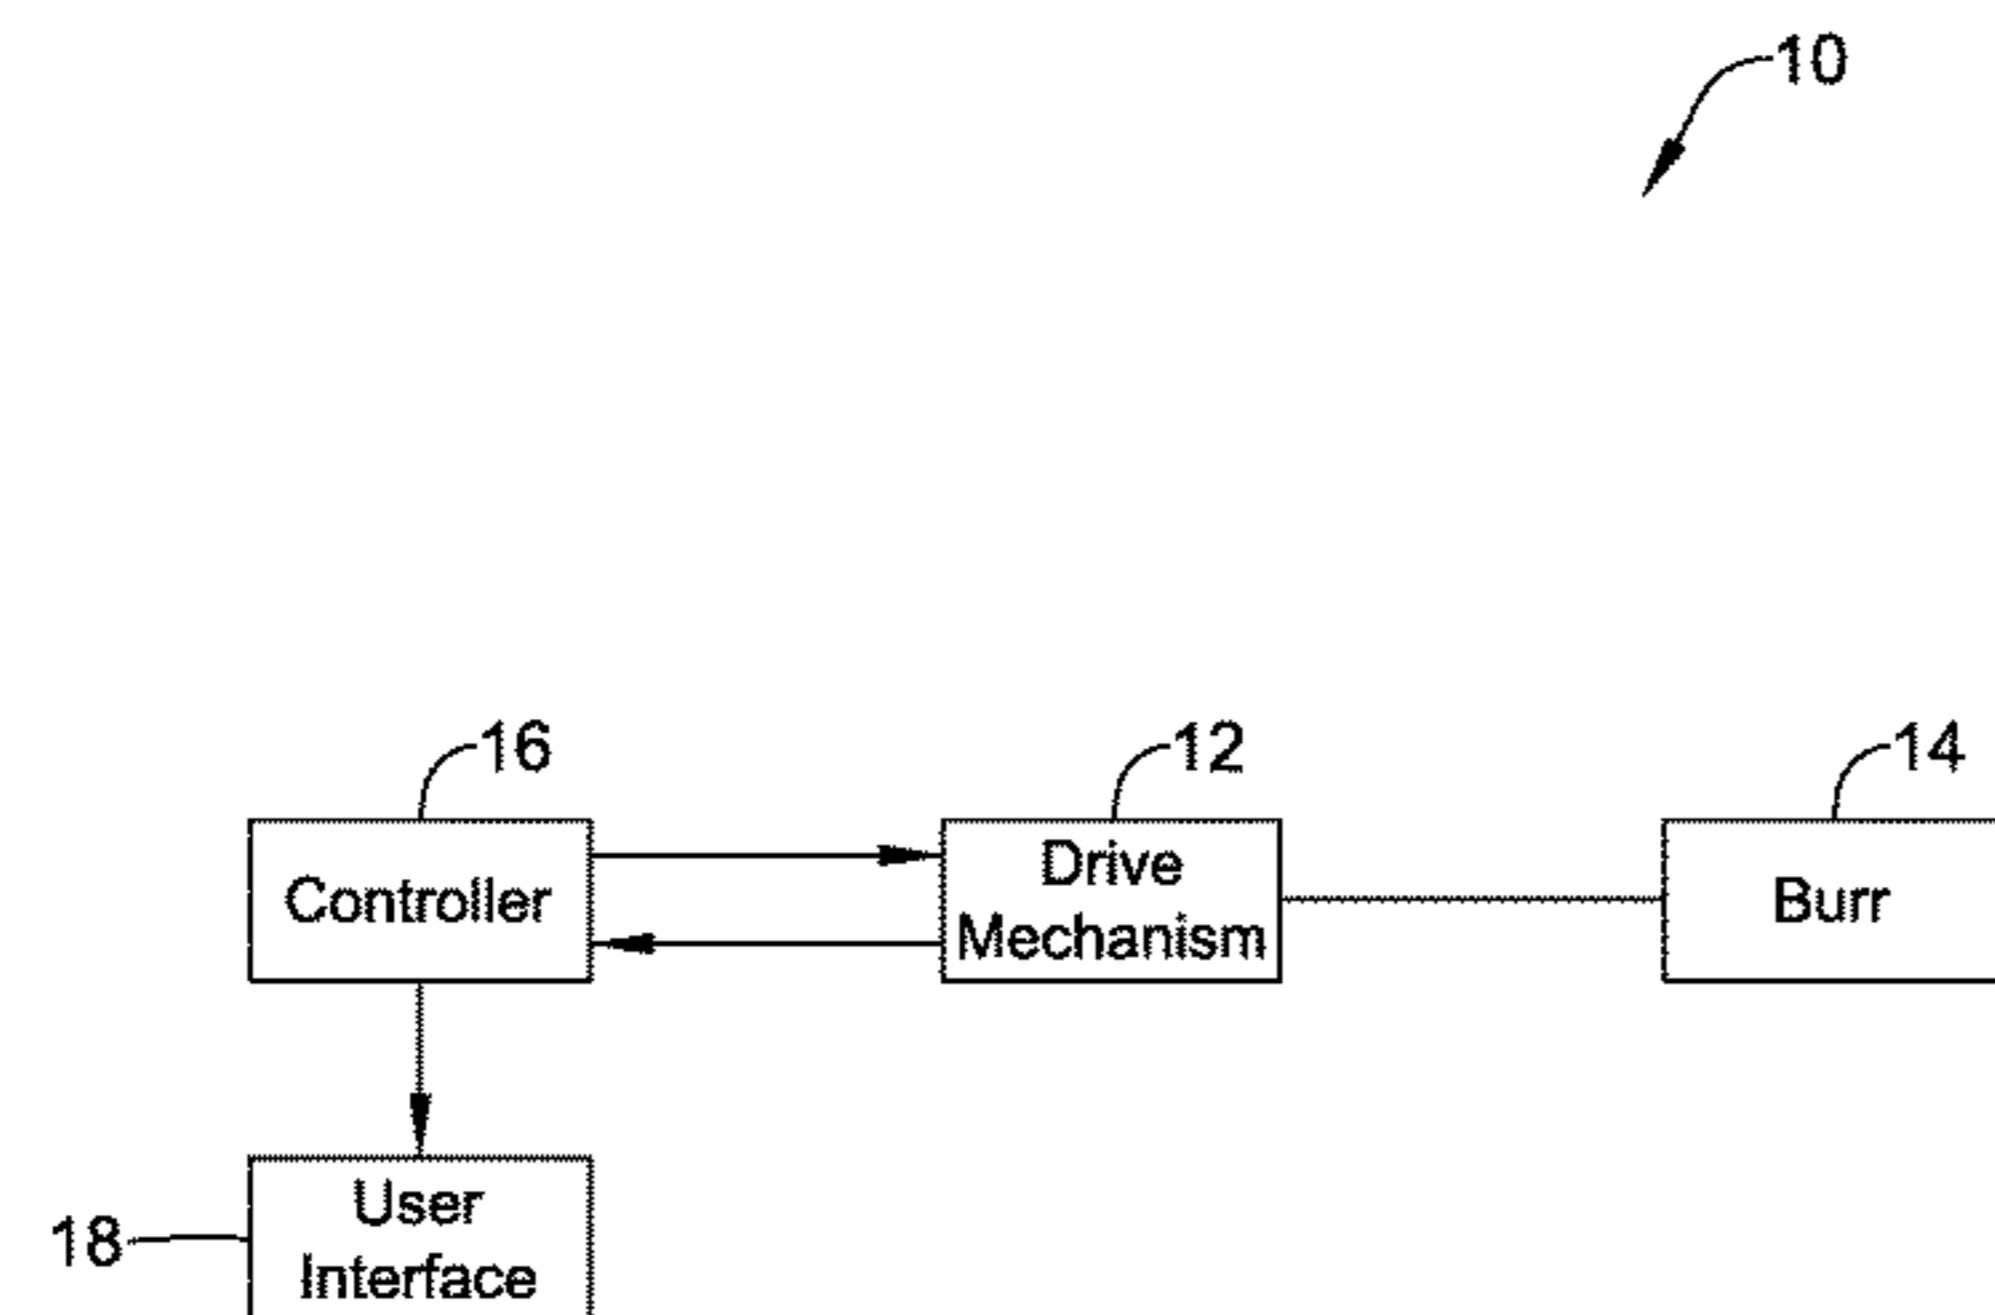 10
16
12
14
Controller
Drive
Mechanism
Burr
18
User
Interface